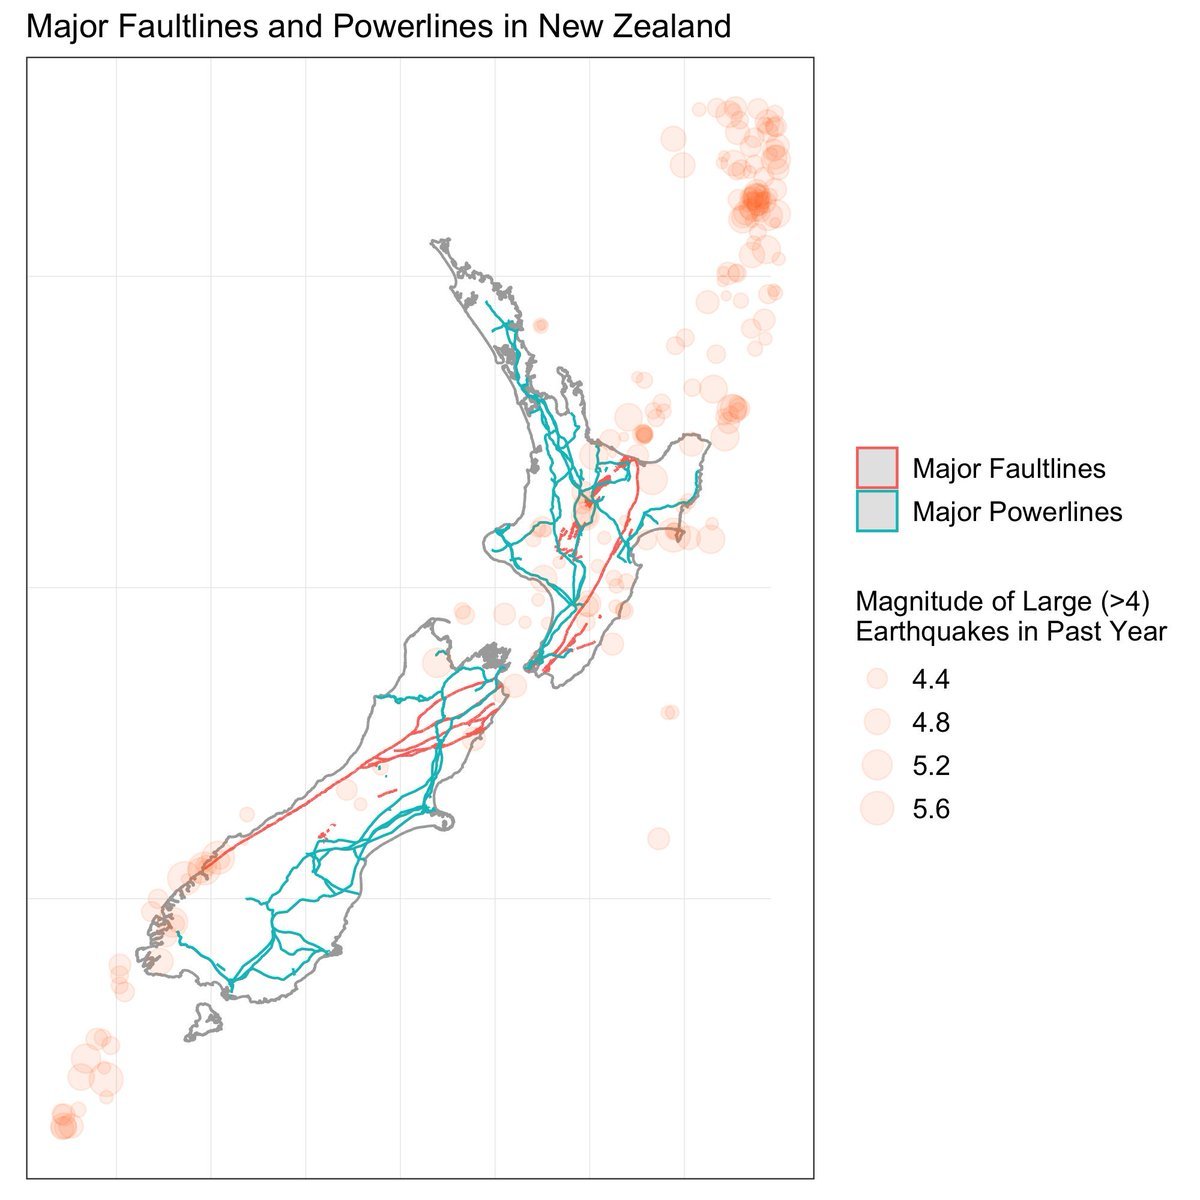 Major Faultlines and Powerlines in New Zealand
Major Faultlines
Major Powerlines
Magnitude of Large (>4)
Earthquakes in Past Year
4.4
4.8
5.2
5.6